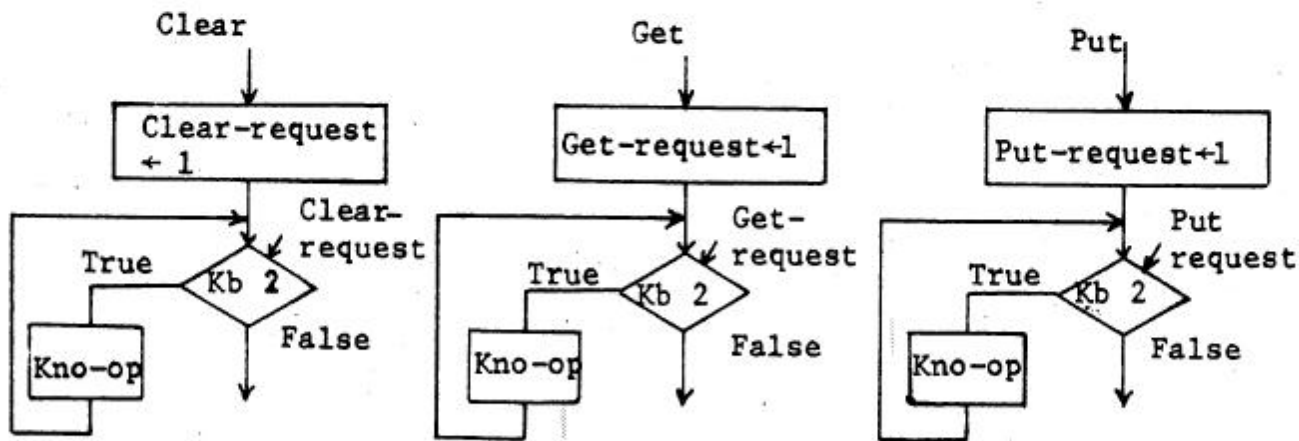 Clear
Clear-request
← 1
Clear-
request
True
Kb 2
False
Kno-op
Get
Get-request←1
Get-
request
True
Kb 2
False
Kno-op
Put
Put-request←1
Put
request
True
Kb 2
False
Kno-op